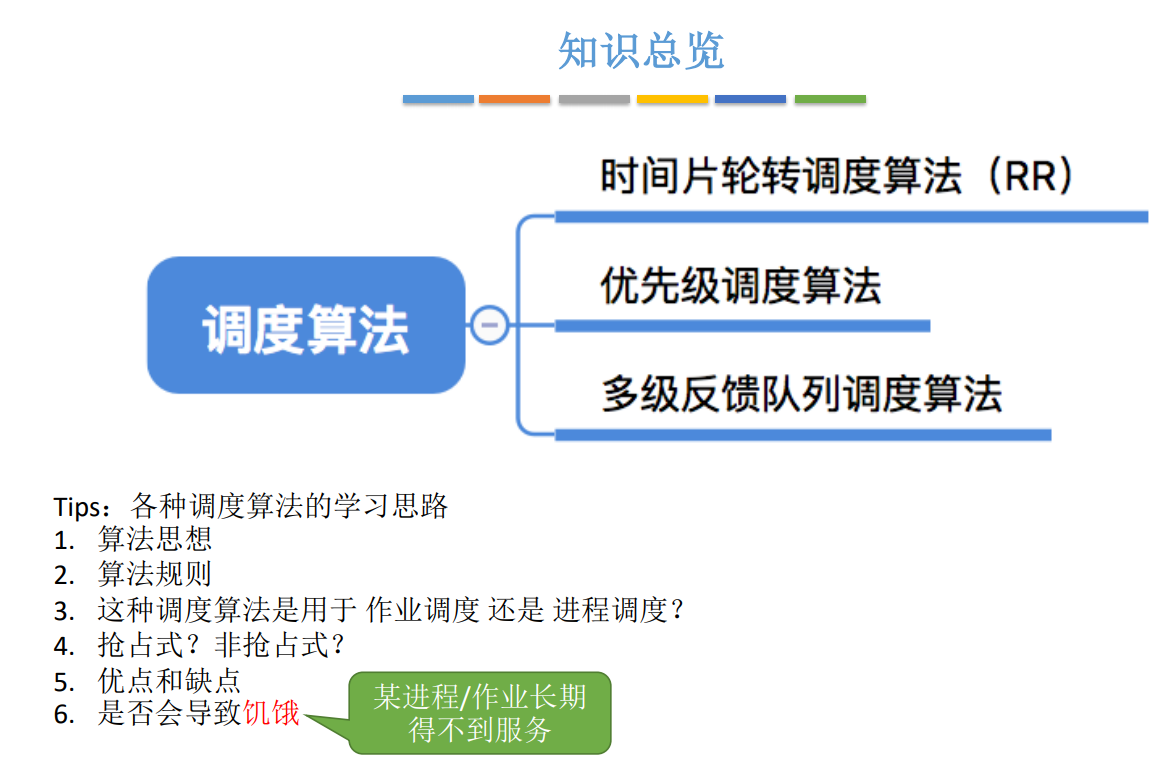 知识总览
时间片轮转调度算法（RR）
调度算法
优先级调度算法
多级反馈队列调度算法
Tips：各种调度算法的学习思路
1. 算法思想
2. 算法规则
3. 这种调度算法是用于 作业调度 还是 进程调度？
4. 抢占式？非抢占式？
5. 优点和缺点
6. 是否会导致饥饿
某进程/作业长期
得不到服务